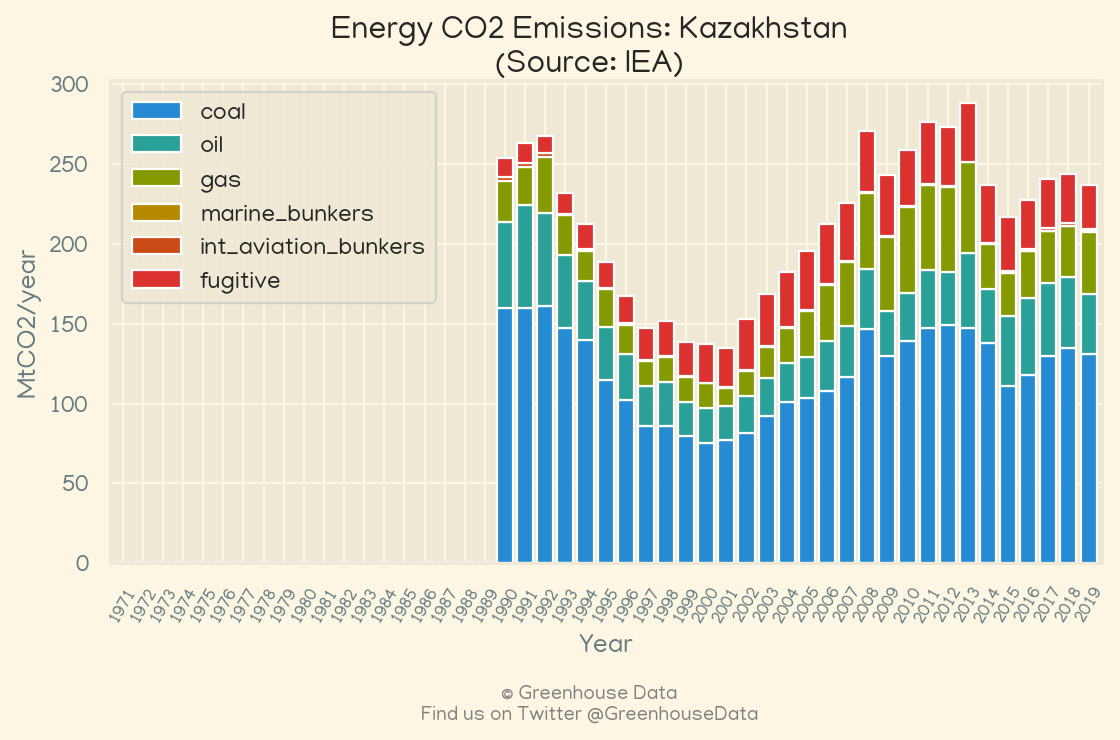 Energy CO2 Emissions: Kazakhstan
(Source: IEA)
300
250
200
150
100
50
0
MtCO2/year
coal
oil
gas
marine_bunkers
int_aviation_bunkers
fugitive
1971 1972 1973 1974 1975 1976 1977 1978 1979 1980 1981 1982 1983 1984 1985 1986 1987 1988 1989 1990 1991 1992 1993 1994 1995 1996 1997 1998 1999 2000 2001 2002 2003 2004 2005 2006 2007 2008 2009 2010 2011 2012 2013 2014 2015 2016 2017 2018 2019
Year
© Greenhouse Data
Find us on Twitter @GreenhouseData